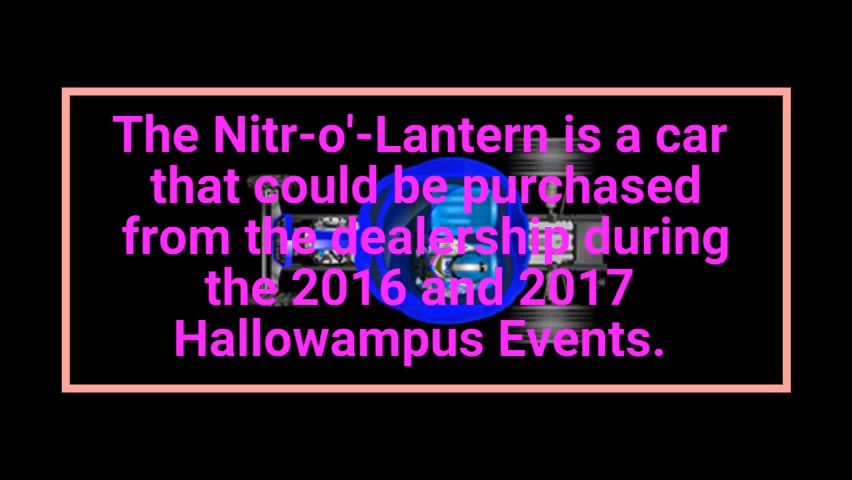 The Nitr-o'-Lantern is a car
that could be purchased
from the dealership during
the 2016 and 2017
Hallowampus Events.